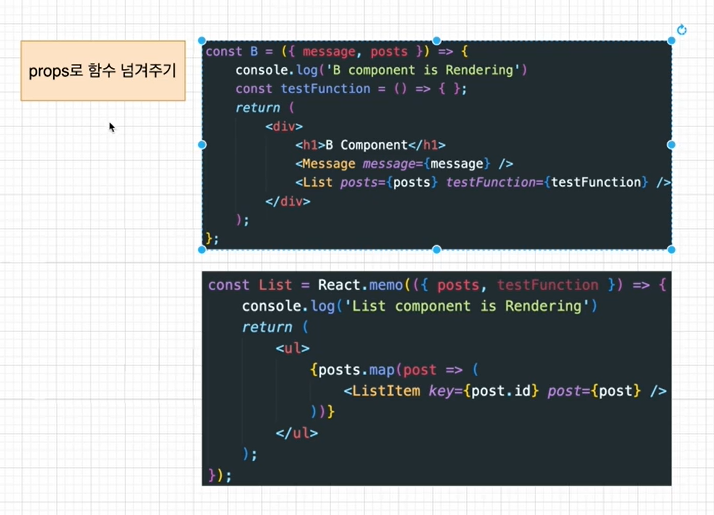 props로 함수 넘겨주기
const B = ({ message, posts }) => {
    console.log('B component is Rendering')
    const testFunction = () => { };
    return (
        <div>
            <h1>B Component</h1>
            <Message message={message} />
            <List posts={posts} testFunction={testFunction} />
        </div>
    );
};
const List = React.memo(({ posts, testFunction }) => {
    console.log('List component is Rendering')
    return (
        <ul>
            {posts.map(post => (
                <ListItem key={post.id} post={post} />
            ))}
        </ul>
    );
});